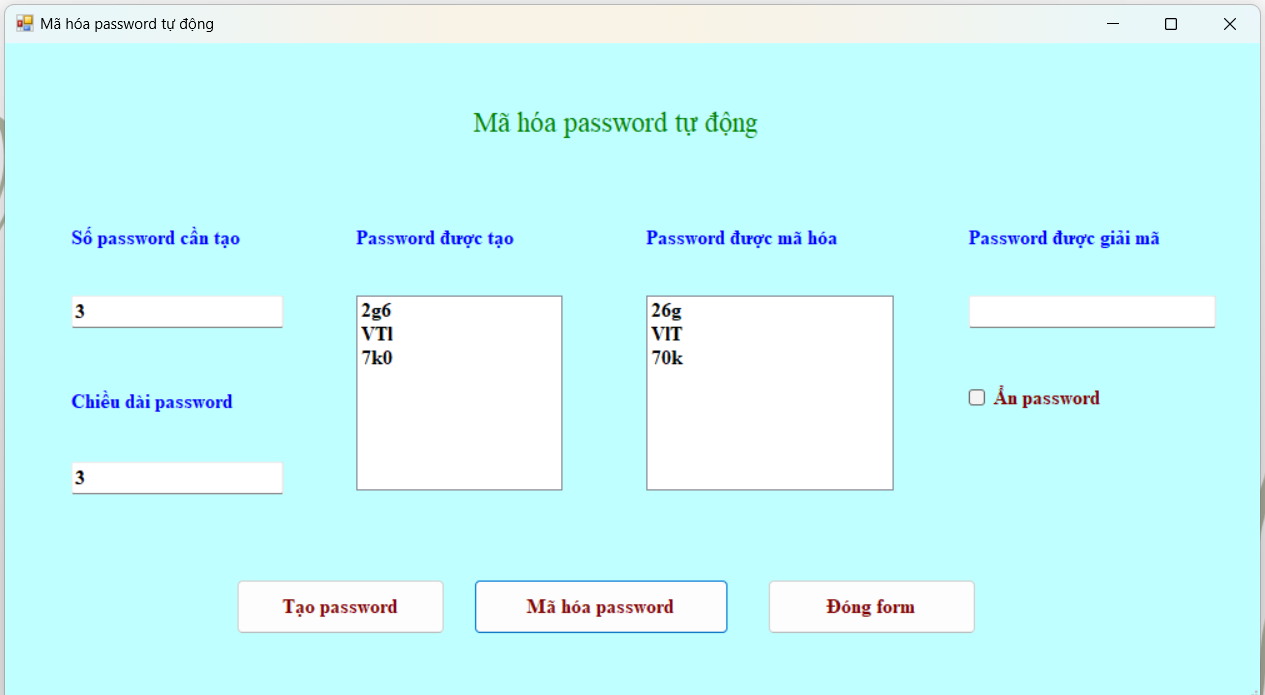 Mã hóa password tự động
Mã hóa password tự động
Số password cần tạo
Password được tạo
Password được mã hóa
Password được giải mã
3
2g6
VTl
7k0
26g
VlT
70k
Chiều dài password
Ẩn password
3
Tạo password
Mã hóa password
Đóng form